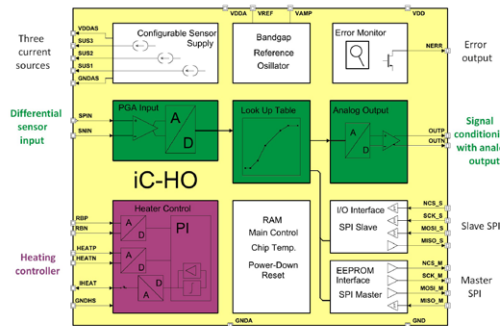 VDDA VREF VAMP VDD
Three
current
sources
VDDAS
SUS3
SUS2
SUS1
GNDAS
Configurable Sensor
Supply
Bandgap
Reference
Osillator
Error Monitor
NERR
Error
output
Differential
sensor
input
SPIN
SNIN
PGA Input
A
D
Look Up Table
Analog Output
A
D
OUTP
OUTN
Signal
conditioning
with analog
output
iC-HO
Heating
controller
RBP
RBN
HEATP
HEATN
IHEAT
GNDHS
Heater Control
A
D
A
D
A
D
PI
RAM
Main Control
Chip Temp.
Power-Down
Reset
I/O Interface
SPI Slave
NCS_S
SCK_S
MOSI_S
MISO_S
Slave SPI
EEPROM
Interface
SPI Master
NCS_M
SCK_M
MOSI_M
MISO_M
Master
SPI
GNDA GND